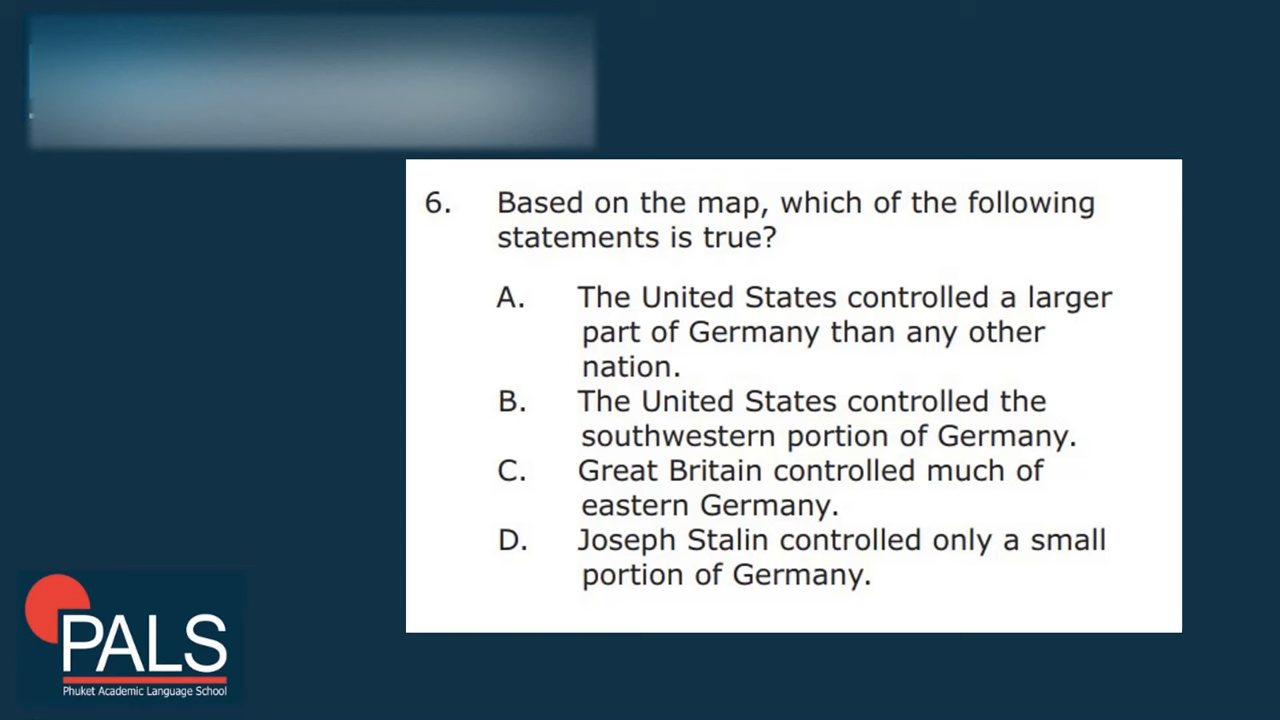 6. Based on the map, which of the following
statements is true?
A. The United States controlled a larger
part of Germany than any other
nation.
B. The United States controlled the
southwestern portion of Germany.
C. Great Britain controlled much of
eastern Germany.
D. Joseph Stalin controlled only a small
portion of Germany.
PALS
Phuket Academic Language School